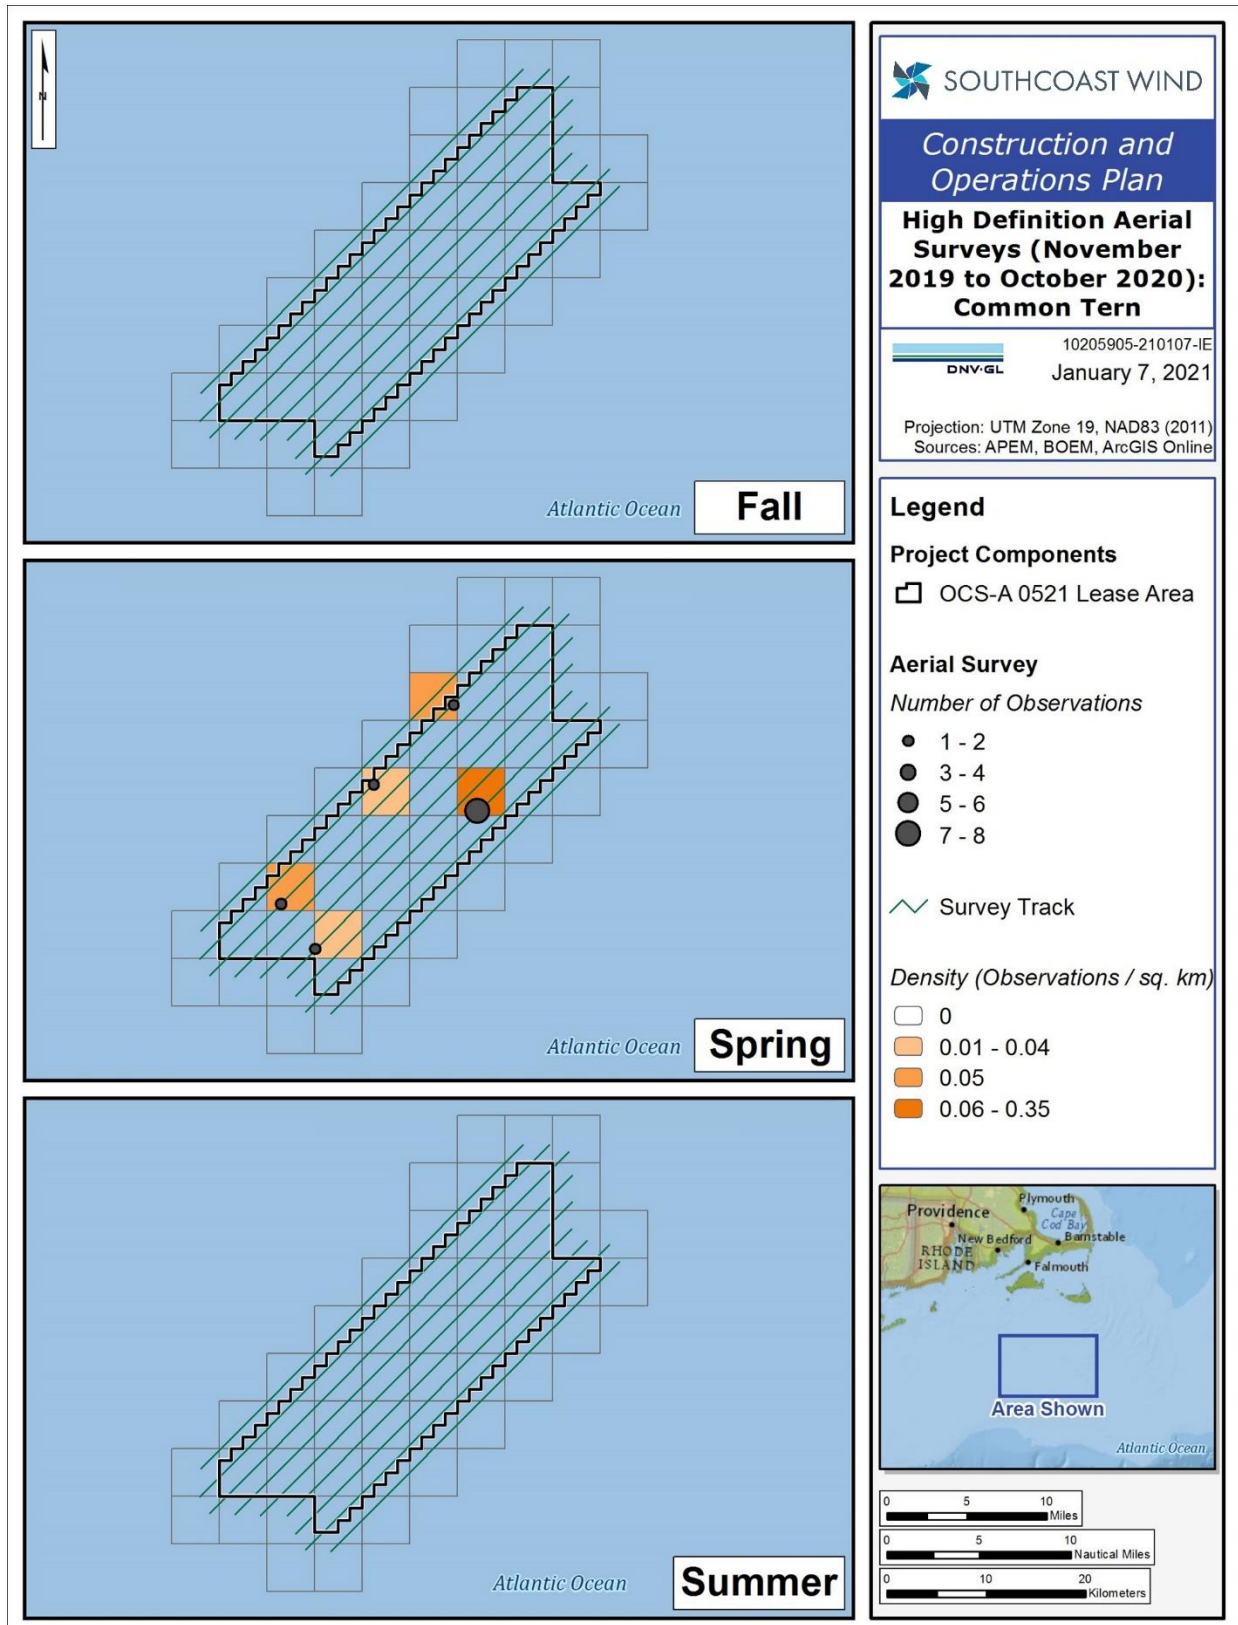 N
Atlantic Ocean
Fall
Atlantic Ocean
Spring
Atlantic Ocean
Summer
SOUTHCOAST WIND
Construction and
Operations Plan
High Definition Aerial
Surveys (November
2019 to October 2020):
Common Tern
DNV·GL
10205905-210107-IE
January 7, 2021
Projection: UTM Zone 19, NAD83 (2011)
Sources: APEM, BOEM, ArcGIS Online
Legend
Project Components
OCS-A 0521 Lease Area
Aerial Survey
Number of Observations
1 - 2
3 - 4
5 - 6
7 - 8
Survey Track
Density (Observations / sq. km)
0
0.01 - 0.04
0.05
0.06 - 0.35
Plymouth
Providence
Cape
Cod Bay
New Bedford
Barnstable
RHODE
ISLAND
Falmouth
Area Shown
Atlantic Ocean
0 5 10
Miles
0 5 10
Nautical Miles
0 10 20
Kilometers